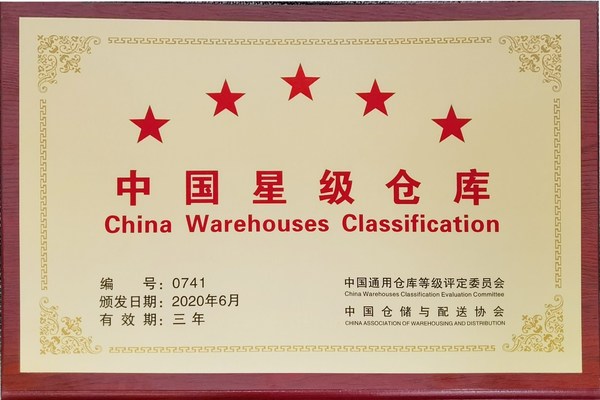 中国星级仓库
China Warehouses Classification
编 号：0741
颁发日期：2020年6月
有效期：三年
中国通用仓库等级评定委员会
China Warehouses Classification Evaluation Committee
中国仓储与配送协会
CHINA ASSOCIATION OF WAREHOUSING AND DISTRIBUTION